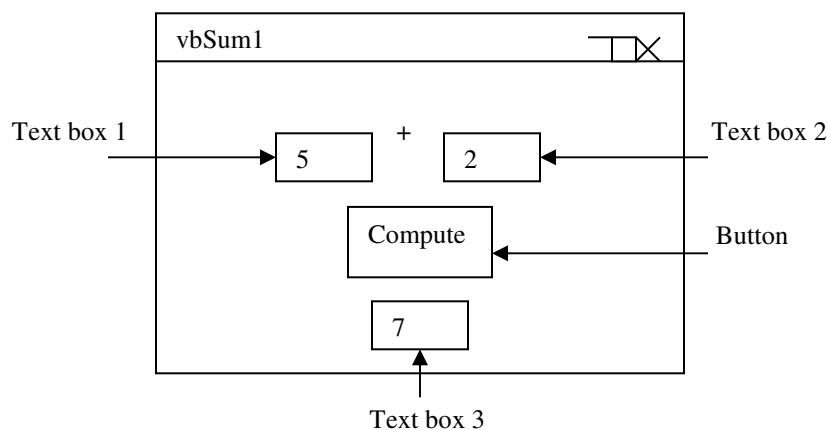 vbSum1
Text box 1
+
Text box 2
5
2
Compute
Button
7
Text box 3